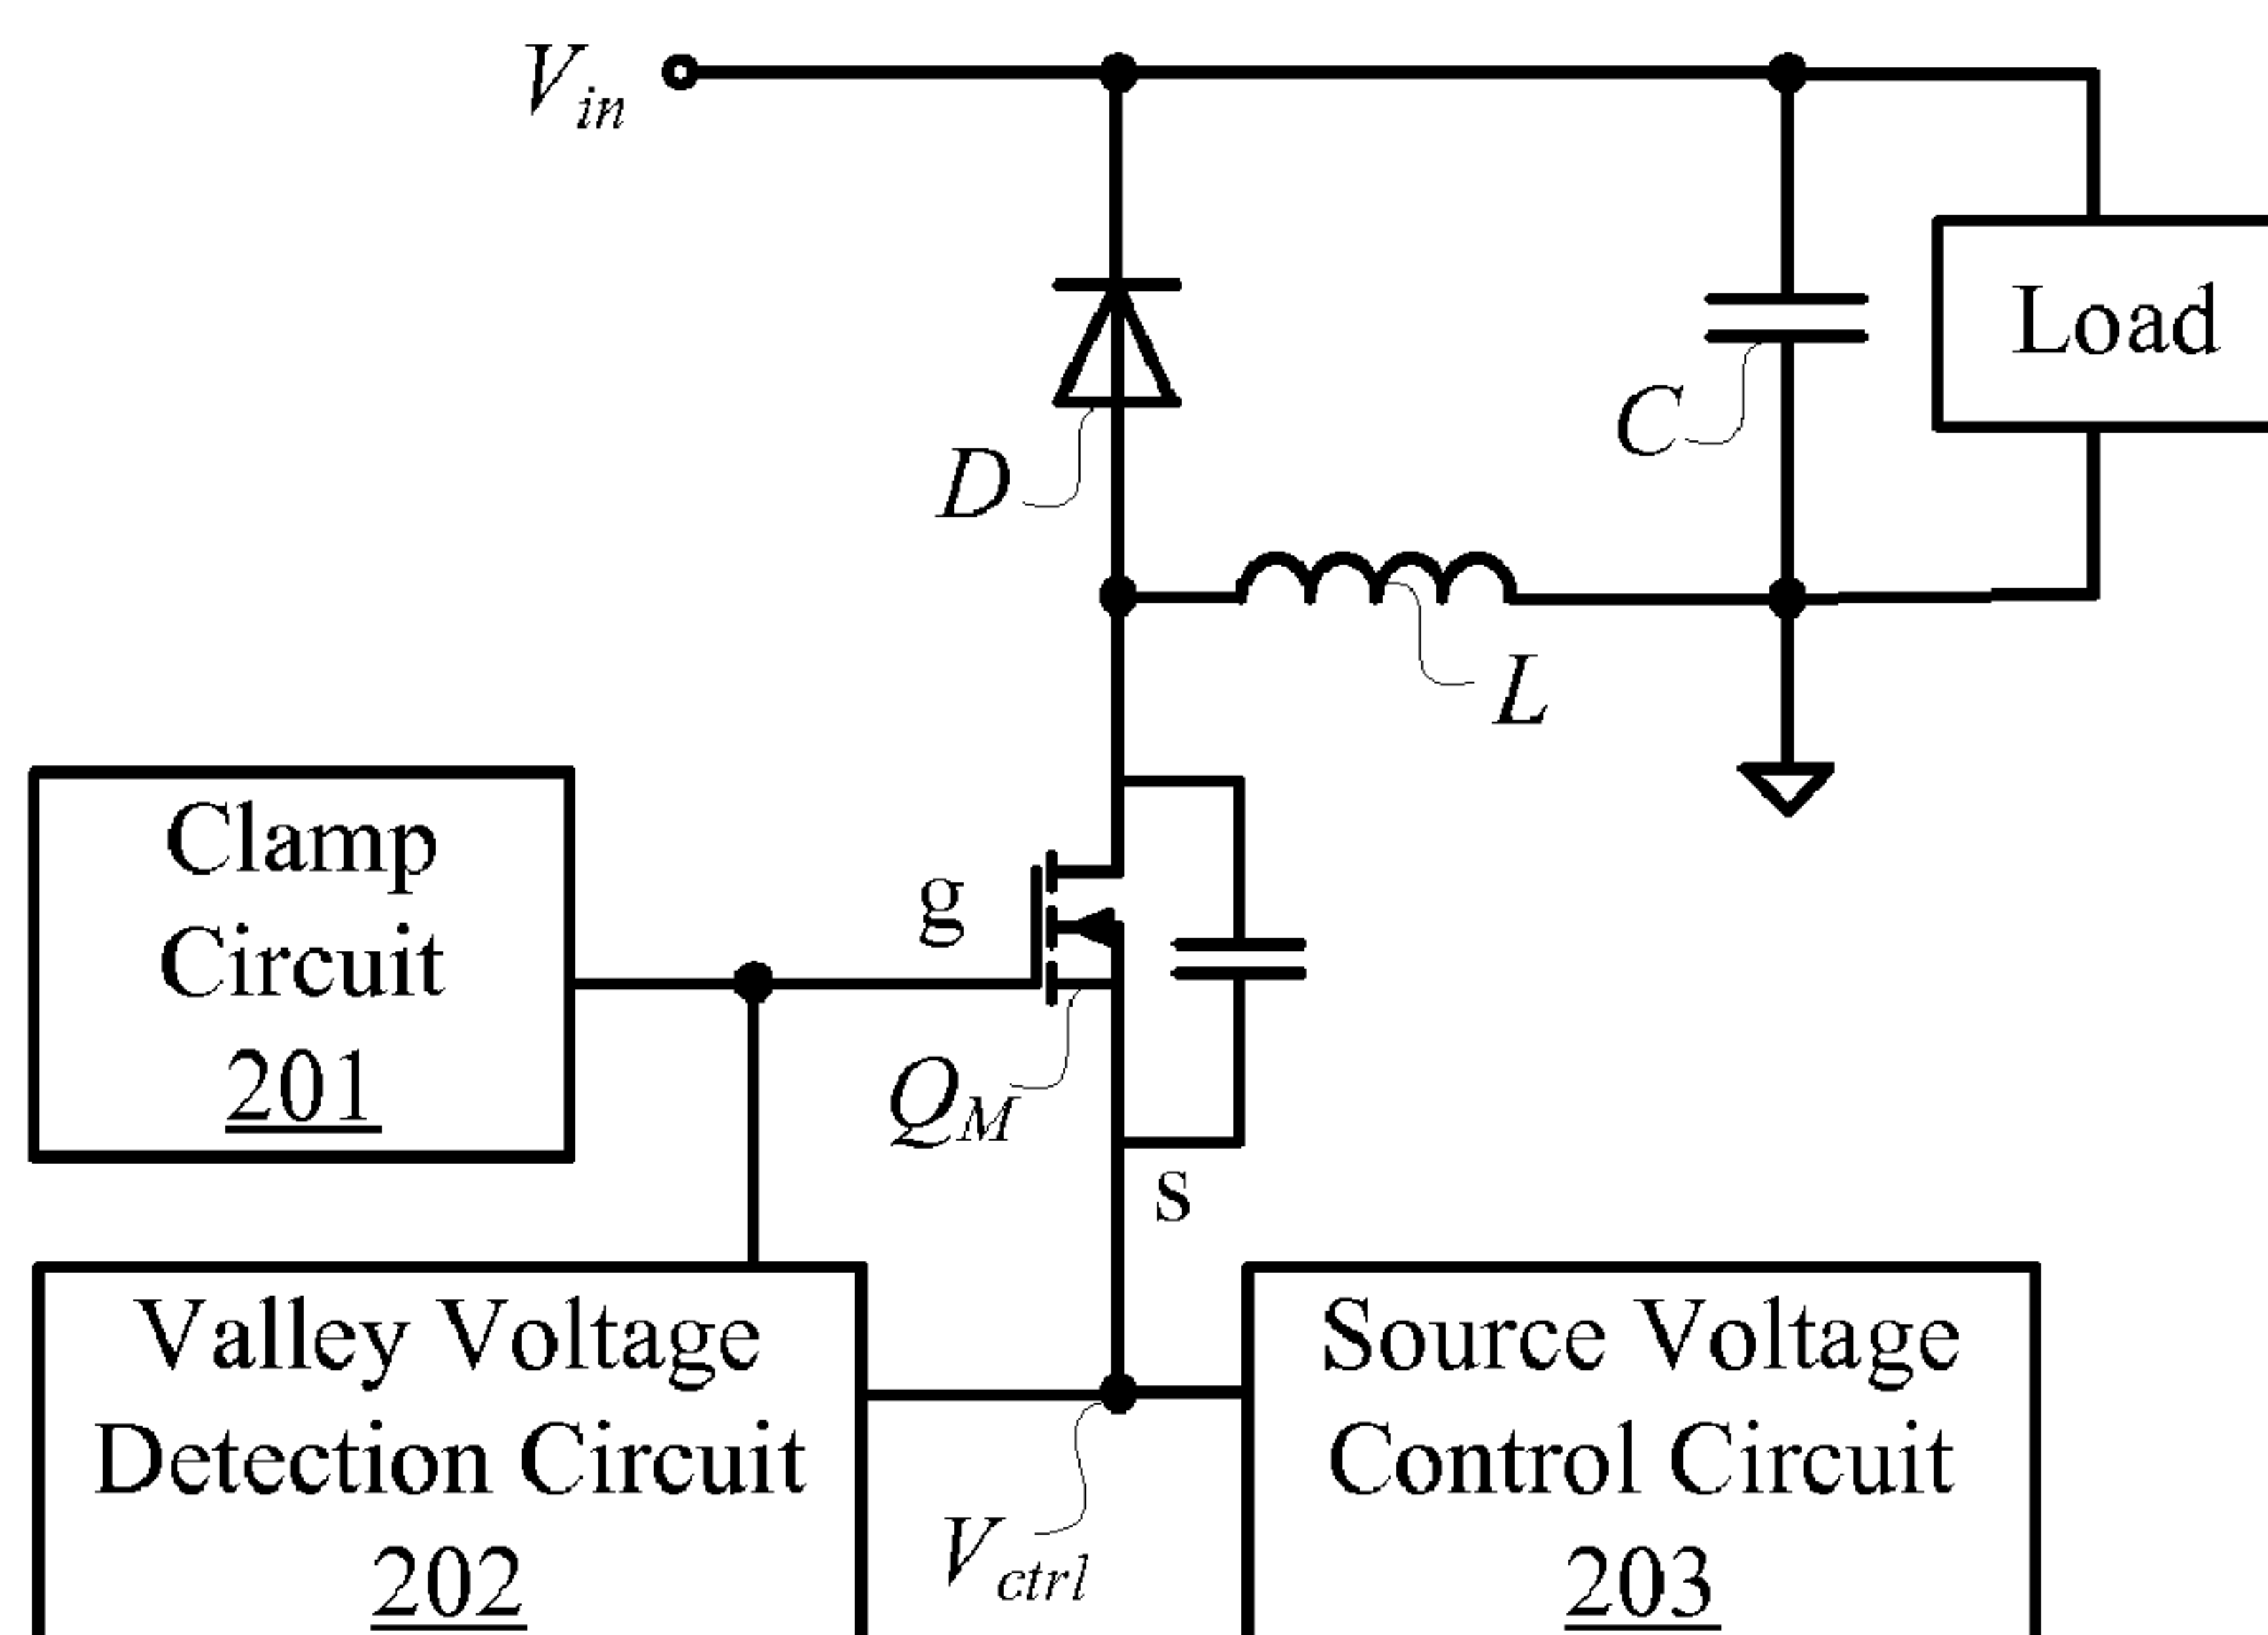 Vin
Load
C
D
L
Clamp
Circuit
201
g
QM
s
Valley Voltage
Detection Circuit
202
Source Voltage
Control Circuit
203
Vctrl